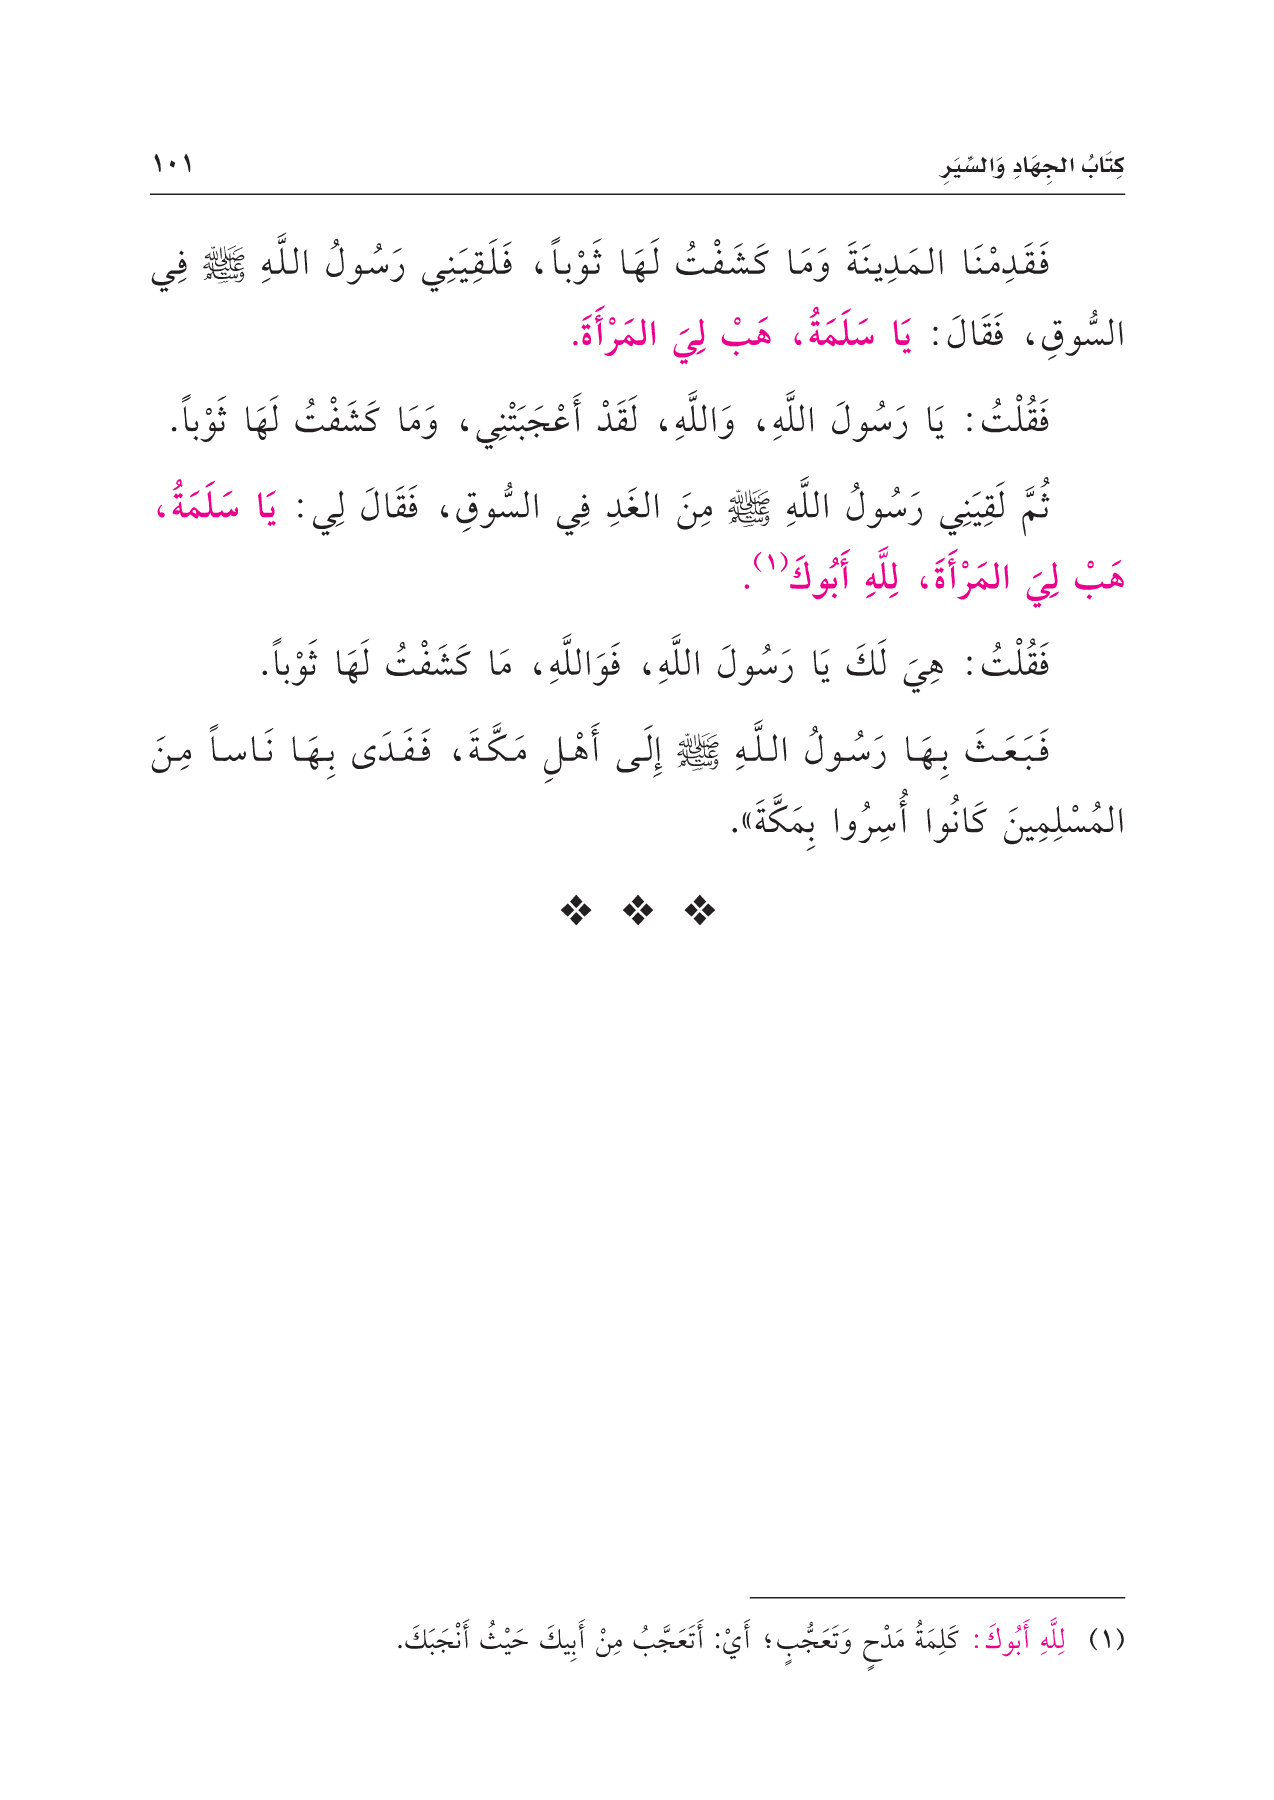 كِتَابُ الجِهَادِ وَالسِّيَرِ ١٠١
فَقَدِمْنَا المَدِينَةَ وَمَا كَشَفْتُ لَهَا ثَوْباً، فَلَقِيَنِي رَسُولُ اللَّهِ ﷺ فِي
السُّوقِ، فَقَالَ: يَا سَلَمَةُ، هَبْ لِيَ المَرْأَةَ.
فَقُلْتُ: يَا رَسُولَ اللَّهِ، وَاللَّهِ، لَقَدْ أَعْجَبَتْنِي، وَمَا كَشَفْتُ لَهَا ثَوْباً.
ثُمَّ لَقِيَنِي رَسُولُ اللَّهِ ﷺ مِنَ الغَدِ فِي السُّوقِ، فَقَالَ لِي: يَا سَلَمَةُ،
هَبْ لِيَ المَرْأَةَ، لِلَّهِ أَبُوكَ(١).
فَقُلْتُ: هِيَ لَكَ يَا رَسُولَ اللَّهِ، فَوَاللَّهِ، مَا كَشَفْتُ لَهَا ثَوْباً.
فَبَعَثَ بِهَا رَسُولُ اللَّهِ ﷺ إِلَى أَهْلِ مَكَّةَ، فَفَدَى بِهَا نَاساً مِنَ
المُسْلِمِينَ كَانُوا أُسِرُوا بِمَكَّةَ».
(١) لِلَّهِ أَبُوكَ: كَلِمَةُ مَدْحٍ وَتَعَجُّبٍ؛ أَيْ: أَتَعَجَّبُ مِنْ أَبِيكَ حَيْثُ أَنْجَبَكَ.